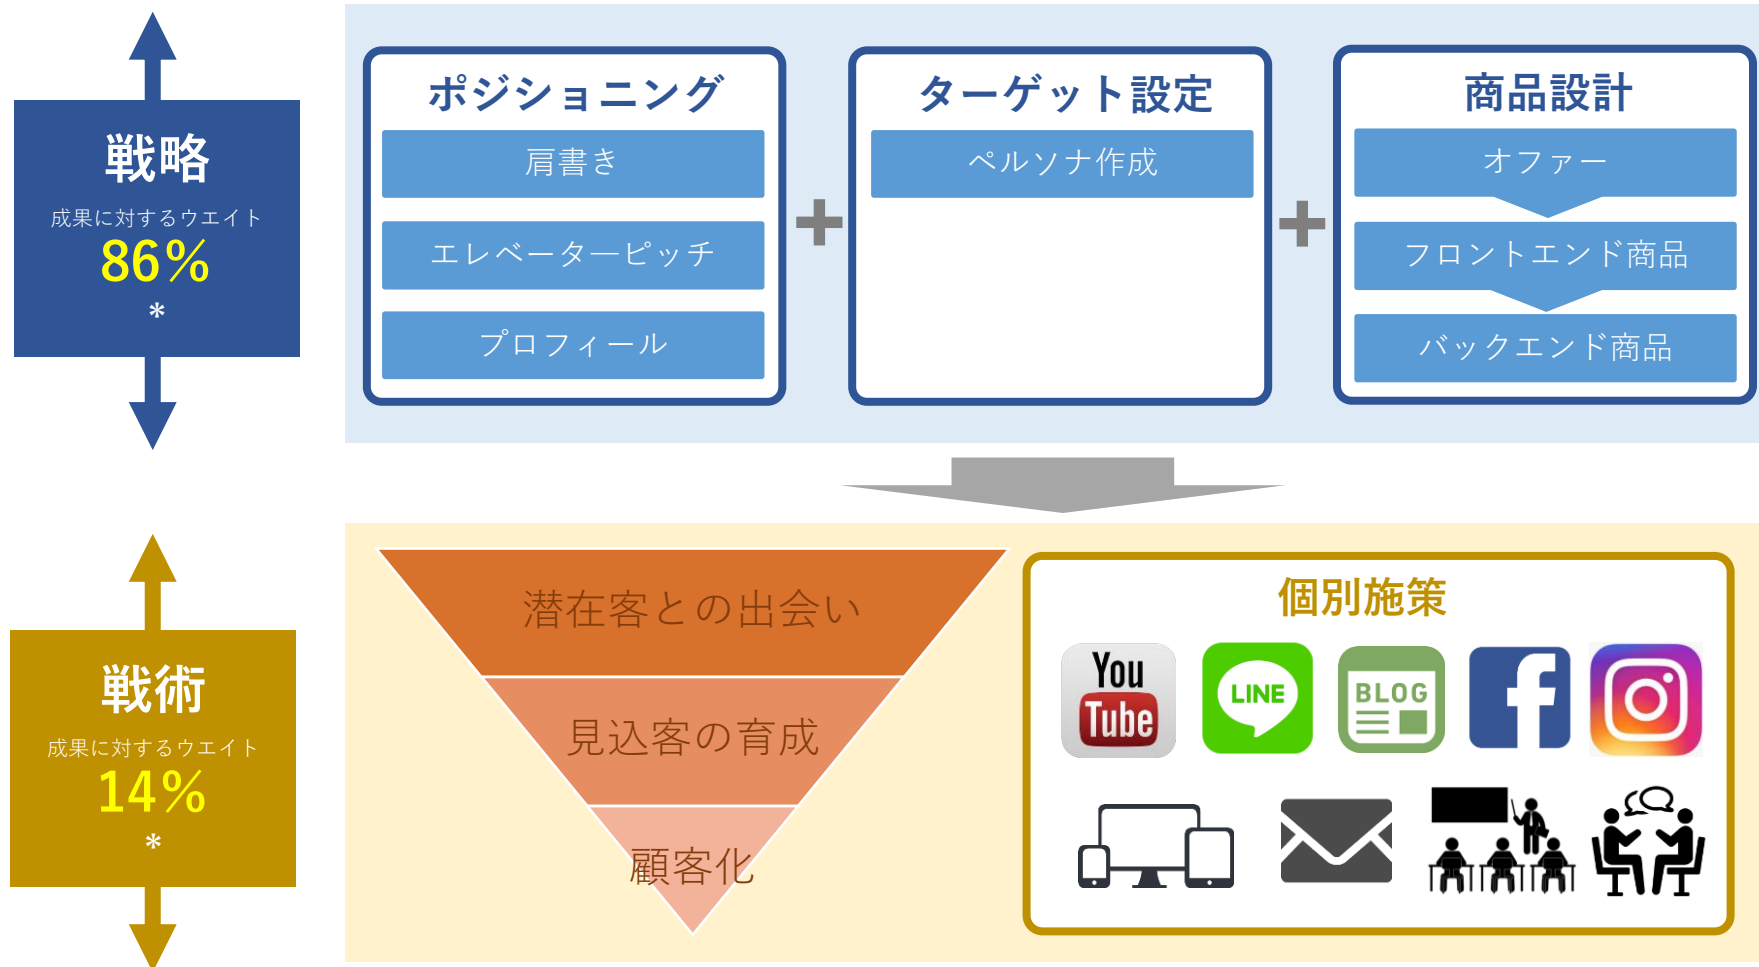 戦略
成果に対するウエイト
86%
*
ポジショニング
肩書き
エレベーターピッチ
プロフィール
ターゲット設定
ペルソナ作成
商品設計
オファー
フロントエンド商品
バックエンド商品
戦術
成果に対するウエイト
14%
*
潜在客との出会い
見込客の育成
顧客化
個別施策
You
Tube
LINE
BLOG